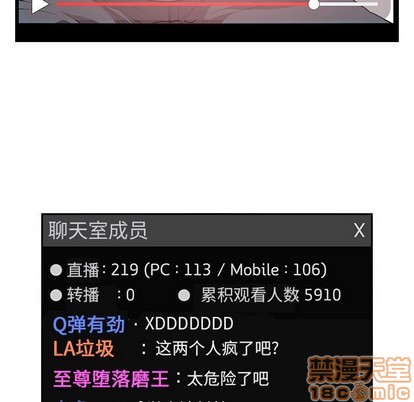 聊天室成员 X
直播: 219 (PC : 113 / Mobile : 106)
转播 : 0 累积观看人数 5910
Q弹有劲 · XDDDDDDD
LA垃圾 : 这两个人疯了吧?
至尊堕落磨王 : 太危险了吧
禁漫天堂
18comic